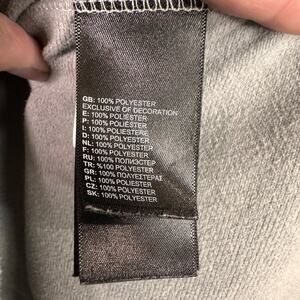 GB: 100% POLYESTER
EXCLUSIVE OF DECORATION
E: 100% POLIÉSTER
P: 100% POLIÉSTER
I: 100% POLIESTERE
D: 100% POLYESTER
NL: 100% POLYESTER
F: 100% POLYESTER
RU: 100% ПОЛИЭСТЕР
TR: %100 POLYESTER
GR: 100% ΠΟΛΥΕΣΤΕΡΑΣ
PL: 100% POLIESTER
CZ: 100% POLYESTER
SK: 100% POLYESTER